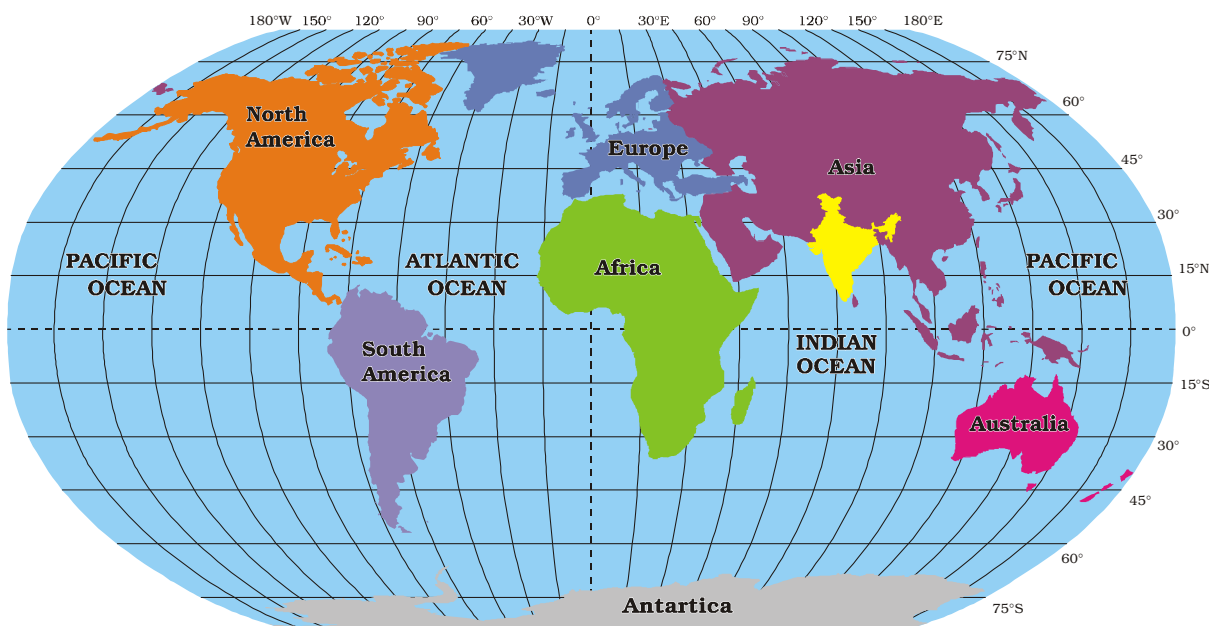 180°W 150° 120° 90° 60° 30°W 0° 30°E 60° 90° 120° 150° 180°E
75°N
60°
45°
30°
15°N
0°
15°S
30°
45°
60°
75°S
North
America
Europe
Asia
PACIFIC
OCEAN
ATLANTIC
OCEAN
Africa
PACIFIC
OCEAN
INDIAN
OCEAN
South
America
Australia
Antartica